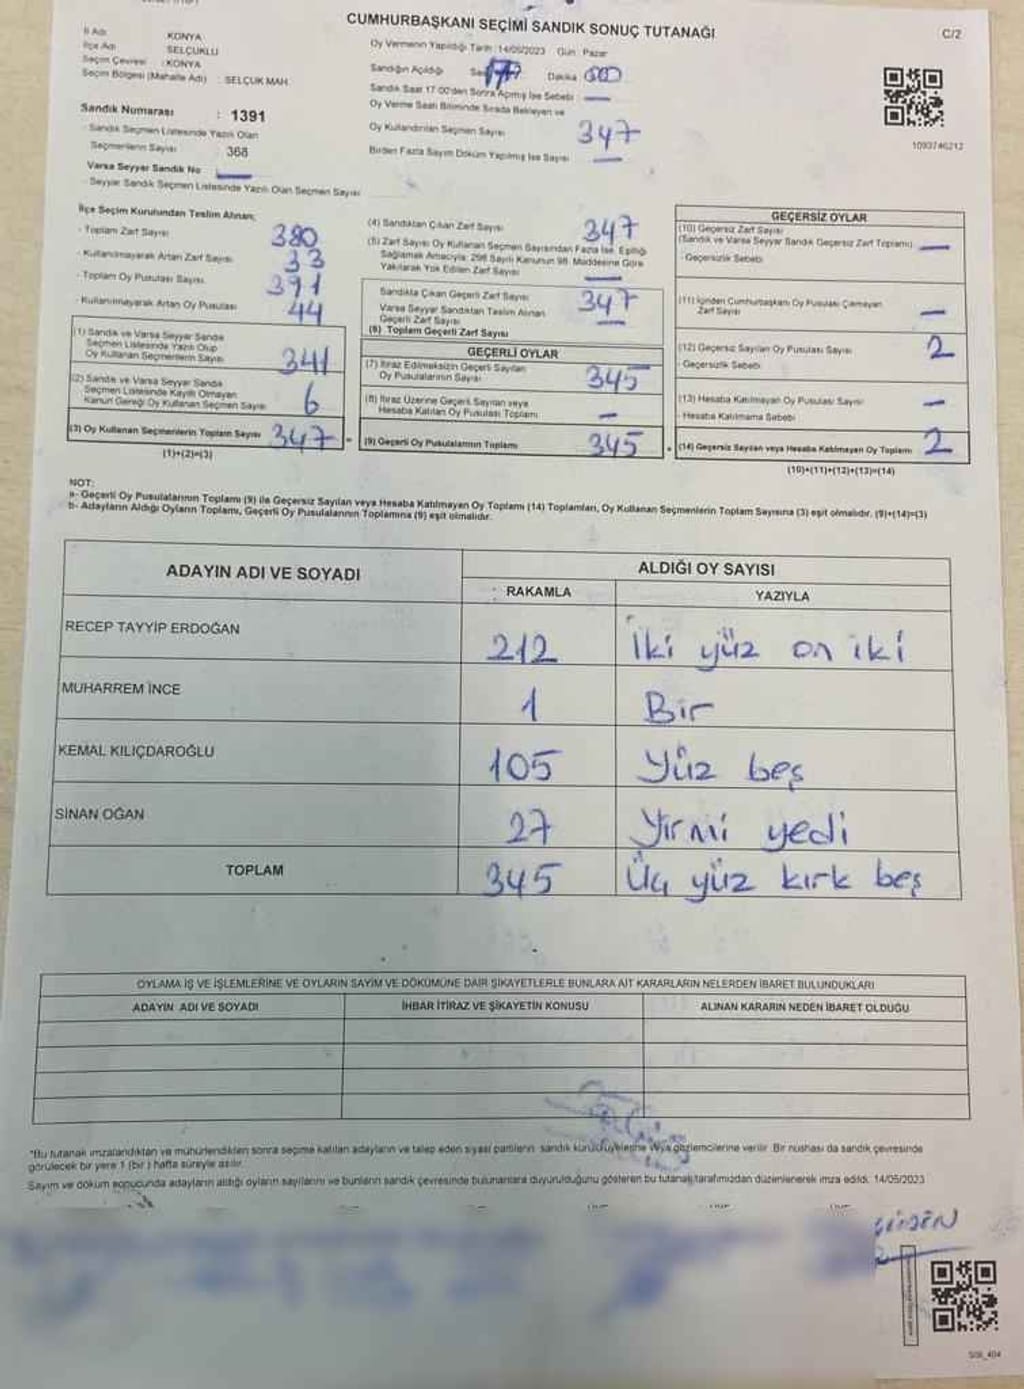 CUMHURBAŞKANI SEÇİMİ SANDIK SONUÇ TUTANAĞI
C/2
İl Adı KONYA
İlçe Adı SELÇUKLU
Seçim Çevresi : KONYA
Seçim Bölgesi (Mahalle Adı) : SELÇUK MAH.
Oy Vermenin Yapıldığı Tarih :14/05/2023 Gün : Pazar
Sandığın Açıldığı Dakika
Sandık Saat 17:00'den Sonra Açılmış İse Sebebi
Oy Verme Saati Bitiminde Sırada Bekleyen ve
Oy Kullandırılan Seçmen Sayısı 347
Birden Fazla Sayım Döküm Yapılmış İse Sayısı —
1093746212
Sandık Numarası : 1391
- Sandık Seçmen Listesinde Yazılı Olan
Seçmenlerin Sayısı 368
Varsa Seyyar Sandık No —
- Seyyar Sandık Seçmen Listesinde Yazılı Olan Seçmen Sayısı
İlçe Seçim Kurulundan Teslim Alınan;
- Toplam Zarf Sayısı 380
- Kullanılmayarak Artan Zarf Sayısı 33
- Toplam Oy Pusulası Sayısı 391
- Kullanılmayarak Artan Oy Pusulası 44
(1) Sandık ve Varsa Seyyar Sandık
Seçmen Listesinde Yazılı Olup
Oy Kullanan Seçmenlerin Sayısı 341
(2) Sandık ve Varsa Seyyar Sandık
Seçmen Listesinde Kayıtlı Olmayan
Kanun Gereği Oy Kullanan Seçmen Sayısı 6
(3) Oy Kullanan Seçmenlerin Toplam Sayısı 347 =
(1)+(2)=(3)
(4) Sandıktan Çıkan Zarf Sayısı 347
(5) Zarf Sayısı Oy Kullanan Seçmen Sayısından Fazla İse, Eşitliği
Sağlamak Amacıyla; 298 Sayılı Kanunun 98. Maddesine Göre
Yakılarak Yok Edilen Zarf Sayısı —
Sandıkta Çıkan Geçerli Zarf Sayısı 347
Varsa Seyyar Sandıktan Teslim Alınan
Geçerli Zarf Sayısı —
(6) Toplam Geçerli Zarf Sayısı
GEÇERLİ OYLAR
(7) İtiraz Edilmeksizin Geçerli Sayılan
Oy Pusulalarının Sayısı 345
(8) İtiraz Üzerine Geçerli Sayılan veya
Hesaba Katılan Oy Pusulası Toplamı —
(9) Geçerli Oy Pusulalarının Toplamı 345 +
GEÇERSİZ OYLAR
(10) Geçersiz Zarf Sayısı
(Sandık ve Varsa Seyyar Sandık Geçersiz Zarf Toplamı) —
- Geçersizlik Sebebi
(11) İçinden Cumhurbaşkanı Oy Pusulası Çıkmayan
Zarf Sayısı —
(12) Geçersiz Sayılan Oy Pusulası Sayısı 2
- Geçersizlik Sebebi
(13) Hesaba Katılmayan Oy Pusulası Sayısı —
- Hesaba Katılmama Sebebi
(14) Geçersiz Sayılan veya Hesaba Katılmayan Oy Toplamı 2
(10)+(11)+(12)+(13)=(14)
NOT:
a- Geçerli Oy Pusulalarının Toplamı (9) ile Geçersiz Sayılan veya Hesaba Katılmayan Oy Toplamı (14) Toplamları, Oy Kullanan Seçmenlerin Toplam Sayısına (3) eşit olmalıdır. (9)+(14)=(3)
b- Adayların Aldığı Oyların Toplamı, Geçerli Oy Pusulalarının Toplamına (9) eşit olmalıdır.
ADAYIN ADI VE SOYADI ALDIĞI OY SAYISI
RAKAMLA YAZIYLA
RECEP TAYYİP ERDOĞAN 212 İki yüz on iki
MUHARREM İNCE 1 Bir
KEMAL KILIÇDAROĞLU 105 Yüz beş
SİNAN OĞAN 27 Yirmi yedi
TOPLAM 345 Üç yüz kırk beş
OYLAMA İŞ VE İŞLEMLERİNE VE OYLARIN SAYIM VE DÖKÜMÜNE DAİR ŞİKAYETLERLE BUNLARA AİT KARARLARIN NELERDEN İBARET BULUNDUKLARI
ADAYIN ADI VE SOYADI İHBAR İTİRAZ VE ŞİKAYETİN KONUSU ALINAN KARARIN NEDEN İBARET OLDUĞU
*Bu tutanak imzalandıktan ve mühürlendikten sonra seçime katılan adayların ve talep eden siyasi partilerin sandık kurulu üyelerine veya gözlemcilerine verilir. Bir nüshası da sandık çevresinde
görülecek bir yere 1 (bir ) hafta süreyle asılır.
Sayım ve döküm sonucunda adayların aldığı oyların sayılarını ve bunların sandık çevresinde bulunanlara duyurulduğunu gösteren bu tutanak tarafımızdan düzenlenerek imza edildi. 14/05/2023